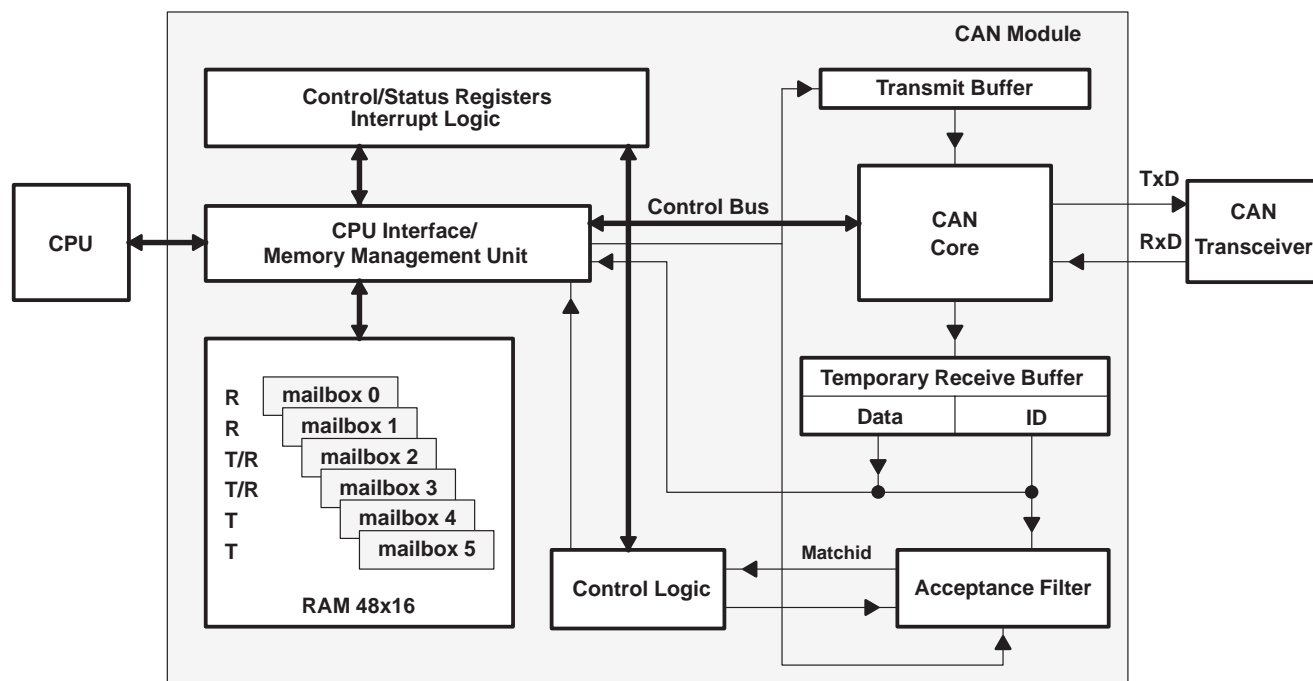 CAN Module
Control/Status Registers
Interrupt Logic
Transmit Buffer
CPU
CPU Interface/
Memory Management Unit
Control Bus
CAN
Core
TxD
RxD
CAN
Transceiver
Temporary Receive Buffer
Data
ID
R
mailbox 0
R
mailbox 1
T/R
mailbox 2
T/R
mailbox 3
T
mailbox 4
T
mailbox 5
RAM 48x16
Control Logic
Matchid
Acceptance Filter